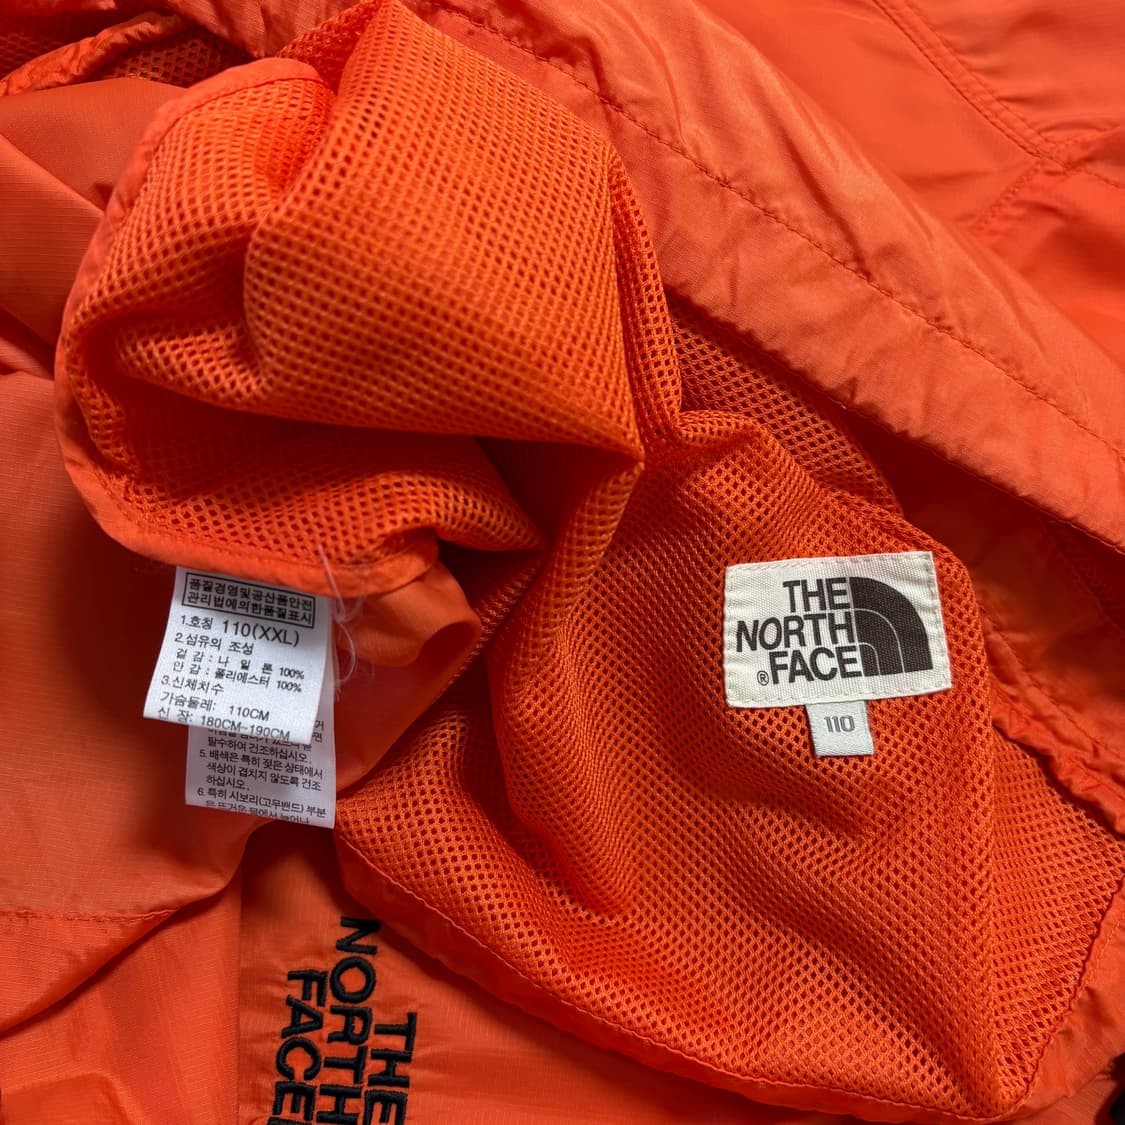 품질경영및공산품안전
관리법에의한품질표시
1.호칭 110(XXL)
2.섬유의 조성
겉 감 : 나 일 론 100%
안 감 : 폴리에스터 100%
3.신체치수
가슴둘레: 110CM
신 장: 180CM-190CM
탈수하여 건조하십시오.
5. 배색은 특히 젖은 상태에서
색상이 겹치지 않도록 건조
하십시오.
6. 특히 시보리(고무밴드) 부분
THE
NORTH
FACE
®
110
THE
NORTH
FACE